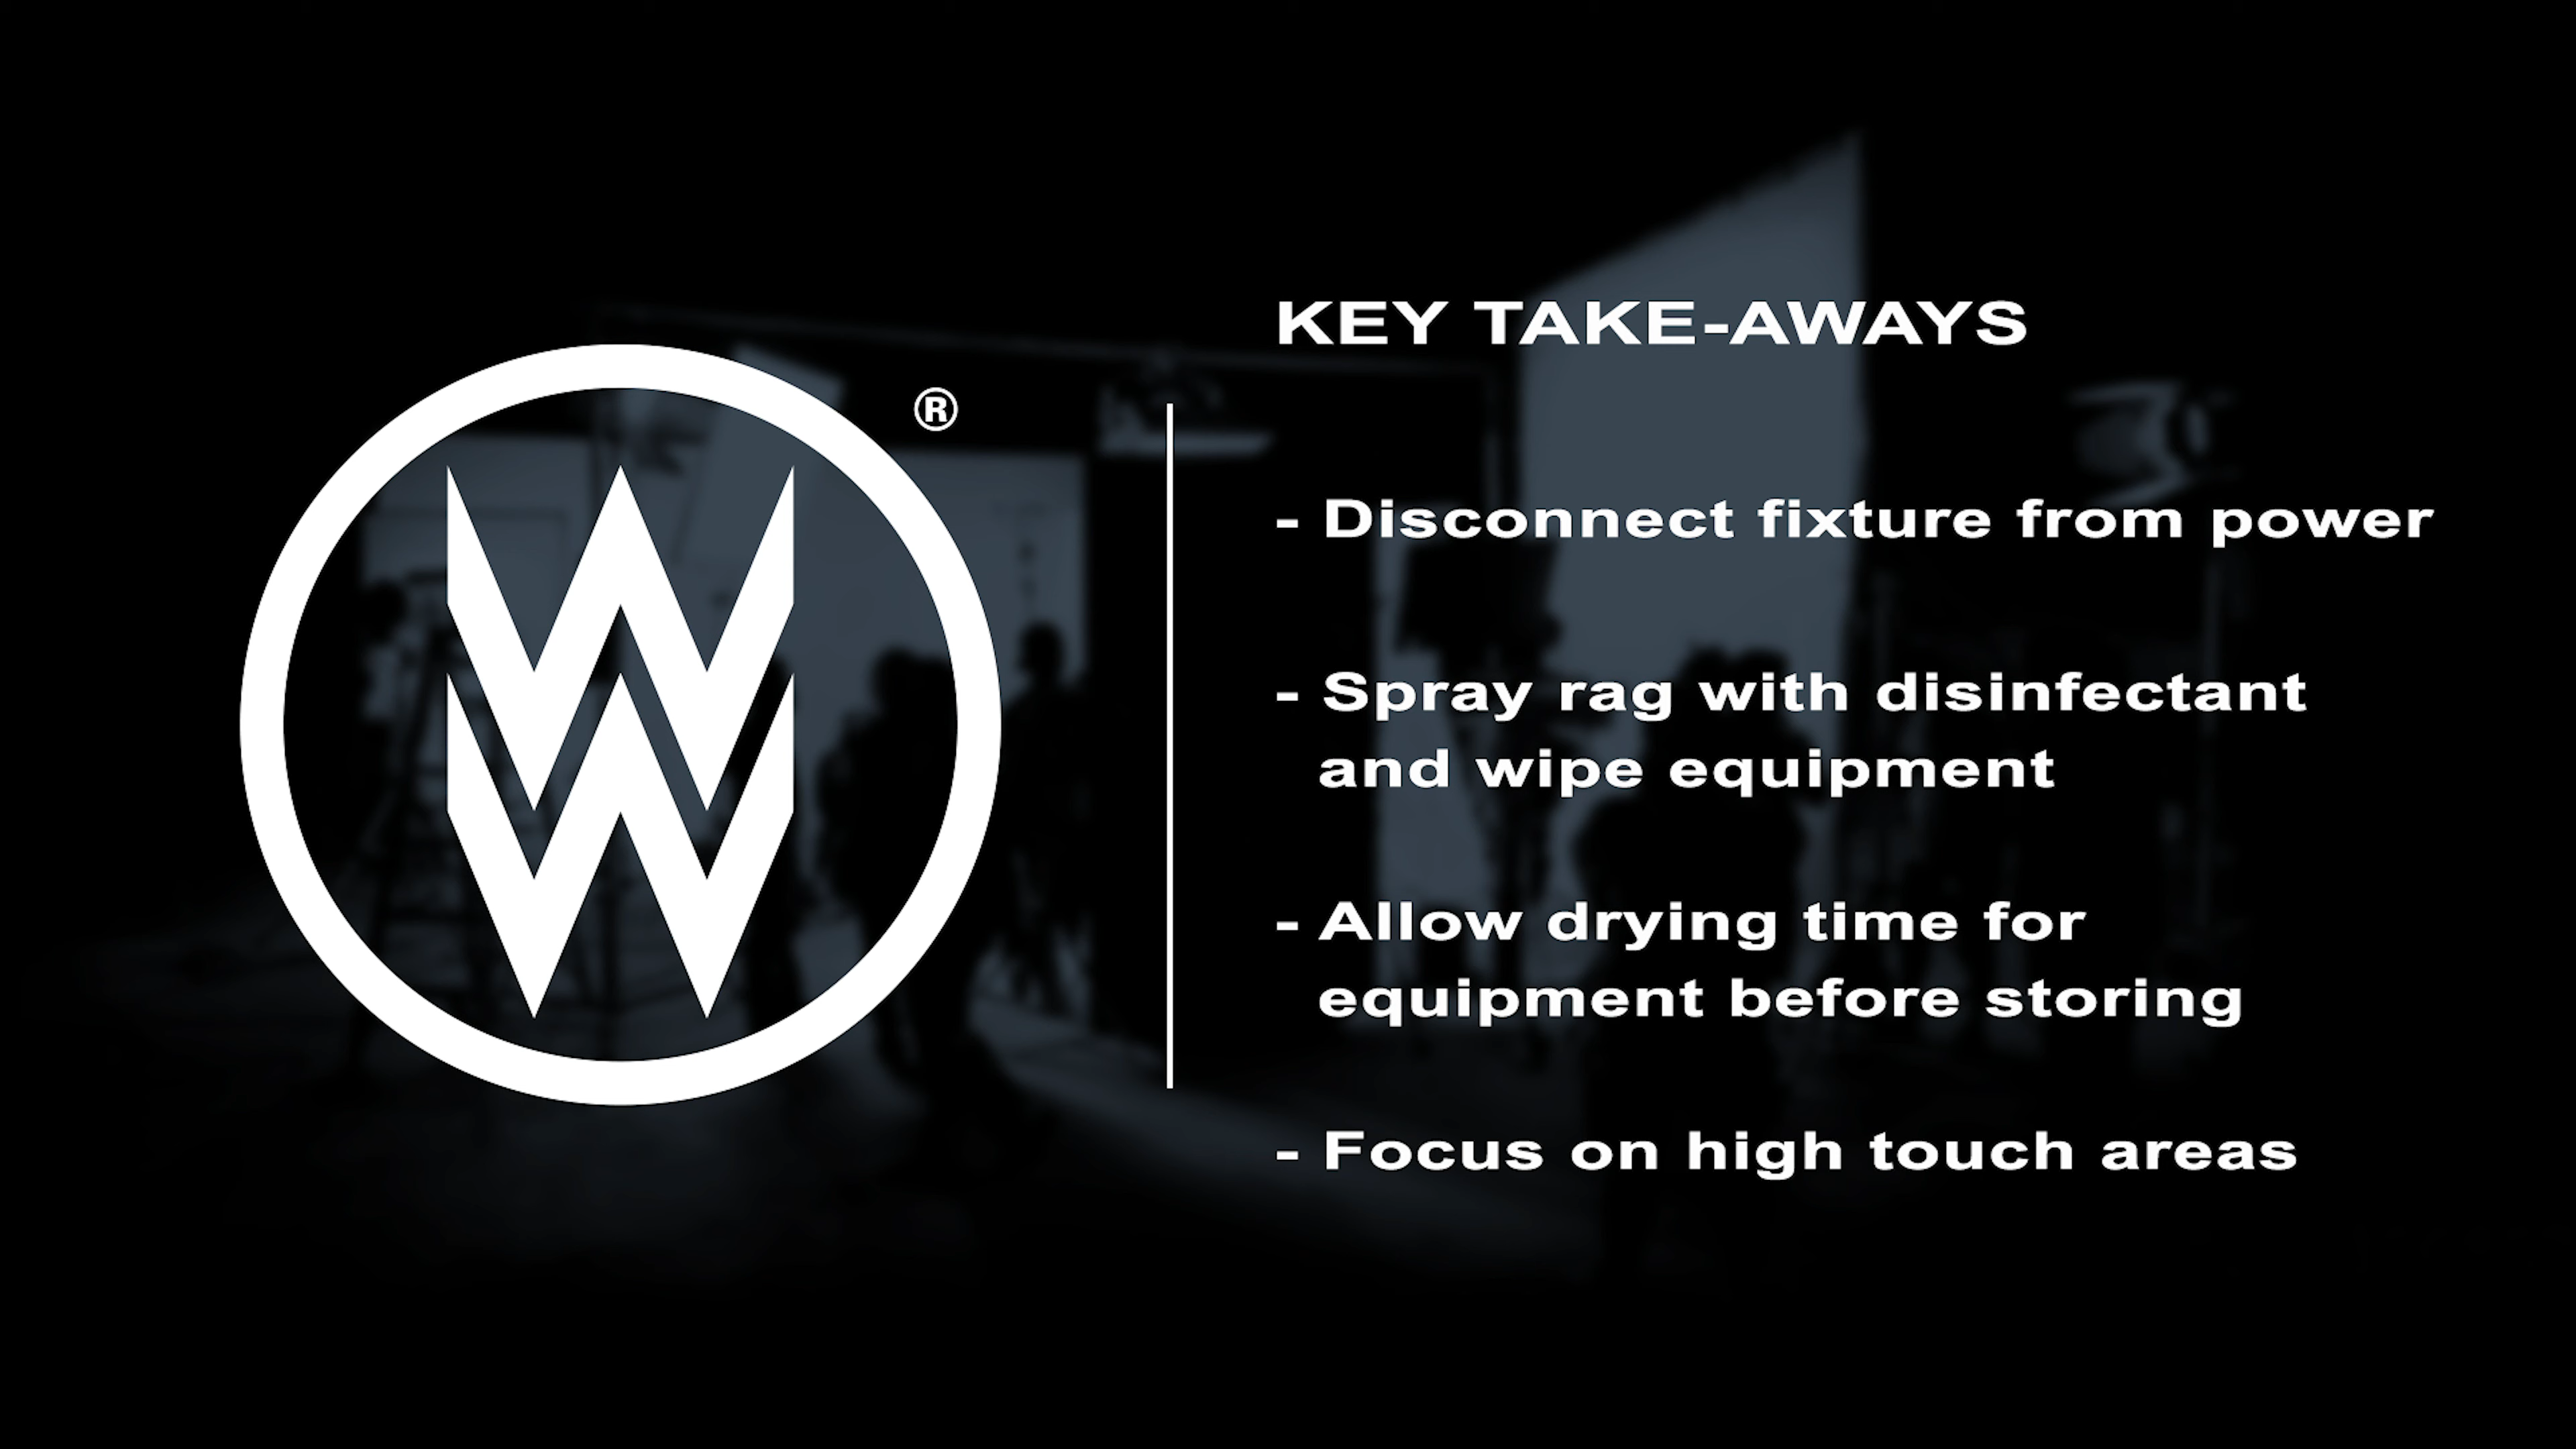 WW
®
KEY TAKE-AWAYS
- Disconnect fixture from power
- Spray rag with disinfectant
and wipe equipment
- Allow drying time for
equipment before storing
- Focus on high touch areas